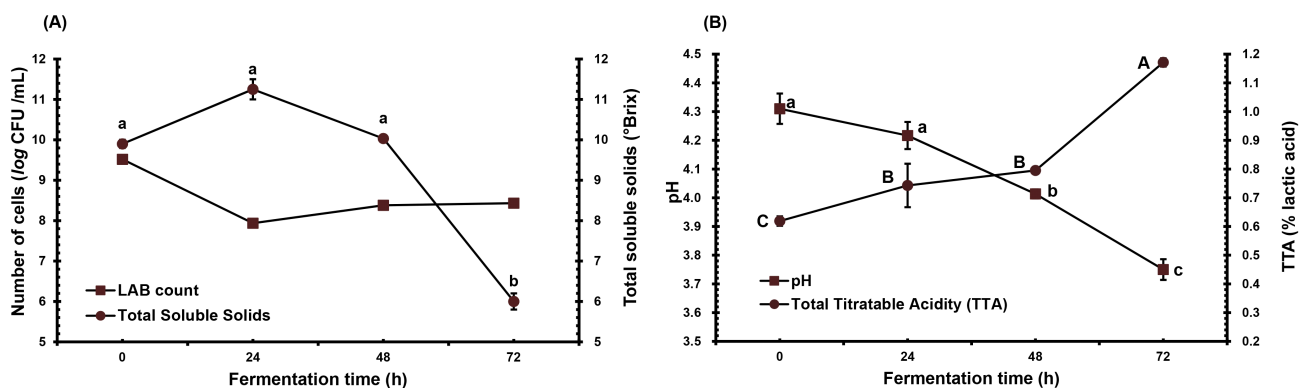 (A)
Number of cells (log CFU /mL)
12
11
10
9
8
7
6
5
a
a
a
b
LAB count
Total Soluble Solids
0
24
48
72
Fermentation time (h)
12
11
10
9
8
7
6
5
Total soluble solids (°Brix)
(B)
pH
4.5
4.4
4.3
4.2
4.1
4.0
3.9
3.8
3.7
3.6
3.5
a
a
b
c
C
B
B
A
pH
Total Titratable Acidity (TTA)
0
24
48
72
Fermentation time (h)
1.2
1.1
1.0
0.9
0.8
0.7
0.6
0.5
0.4
0.3
0.2
TTA (% lactic acid)